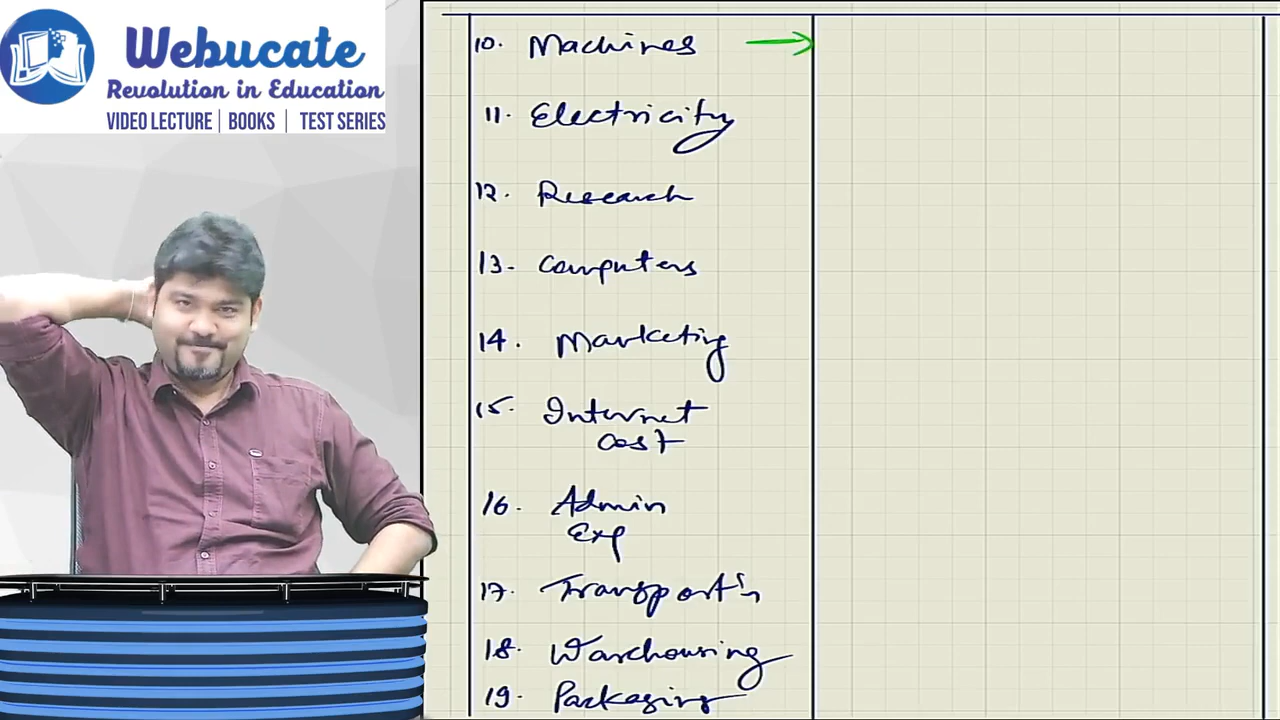 Webucate
Revolution in Education
VIDEO LECTURE | BOOKS | TEST SERIES
10. Machines →
11. Electricity
12. Research
13. Computers
14. Marketing
15. Internet
Cost
16. Admin
Exp
17. Transport'n
18. Warehousing
19. Packaging